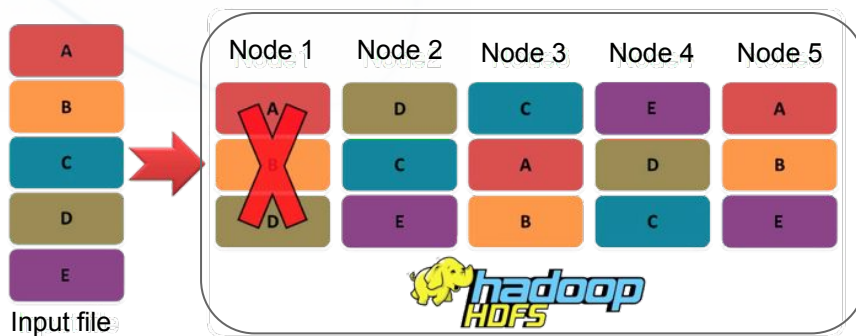 A
B
C
D
E
Input file
Node 1 Node 2 Node 3 Node 4 Node 5
A D C E A
B C A D B
D E B C E
hadoop
HDFS